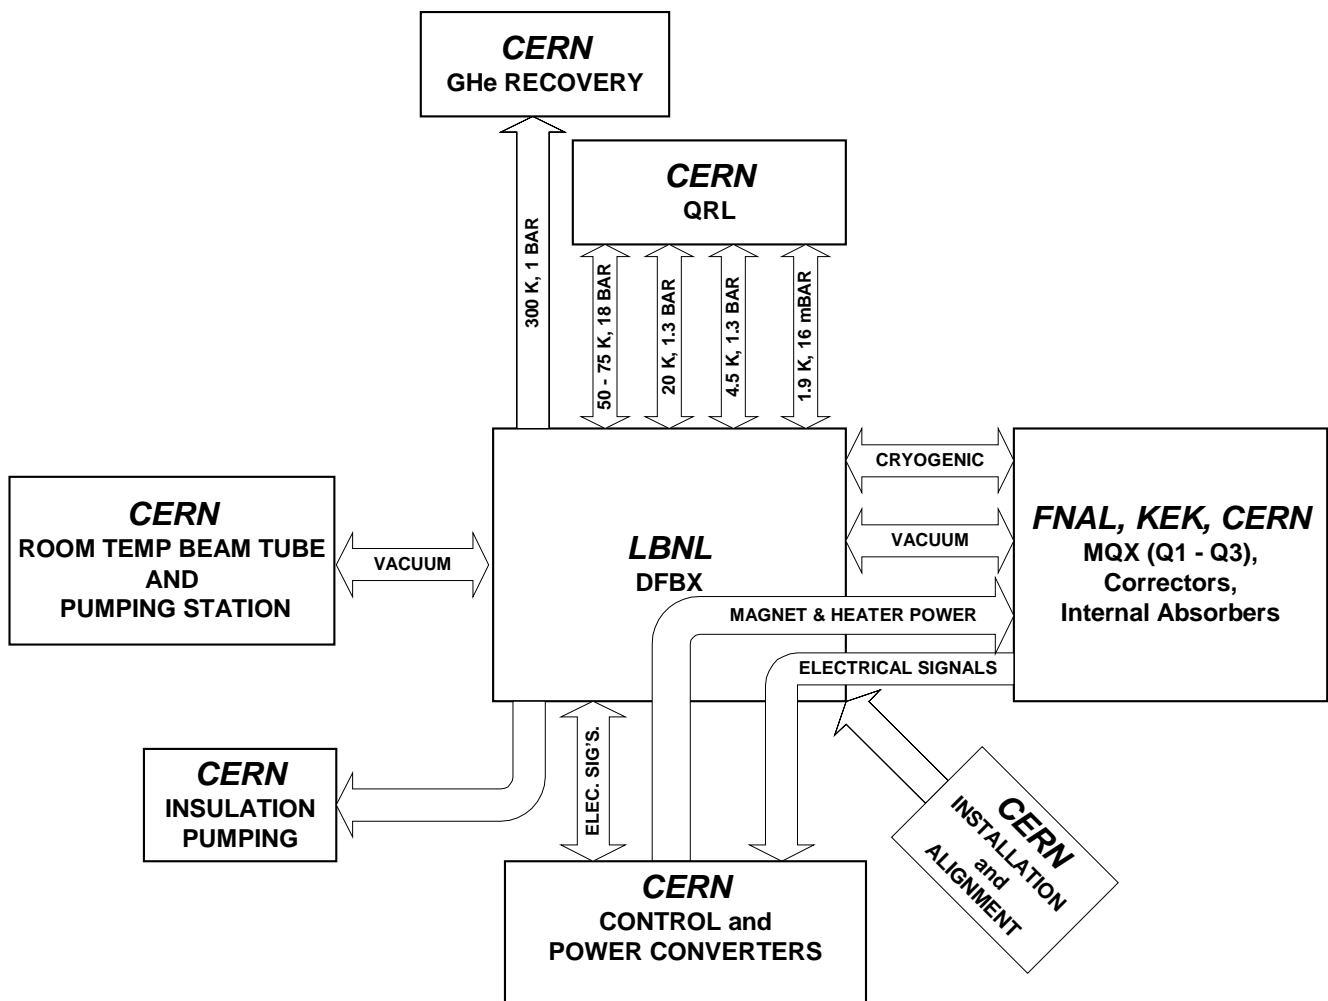 CERN
GHe RECOVERY
CERN
QRL
300 K, 1 BAR
50 - 75 K, 18 BAR
20 K, 1.3 BAR
4.5 K, 1.3 BAR
1.9 K, 16 mBAR
CERN
ROOM TEMP BEAM TUBE
AND
PUMPING STATION
VACUUM
LBNL
DFBX
CRYOGENIC
VACUUM
MAGNET & HEATER POWER
ELECTRICAL SIGNALS
FNAL, KEK, CERN
MQX (Q1 - Q3),
Correctors,
Internal Absorbers
CERN
INSULATION
PUMPING
ELEC. SIG'S.
CERN
CONTROL and
POWER CONVERTERS
CERN
INSTALLATION
and
ALIGNMENT